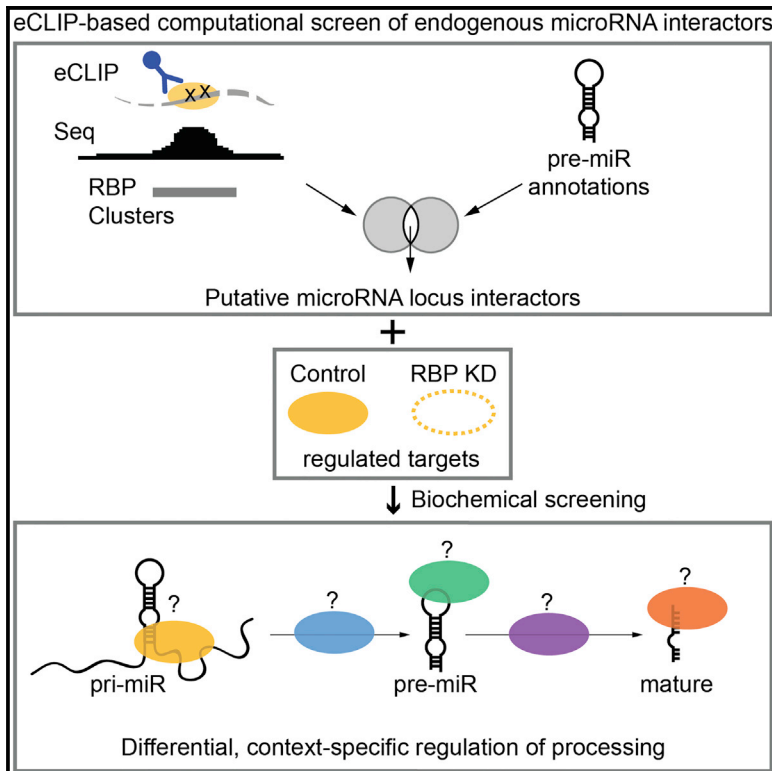 eCLIP-based computational screen of endogenous microRNA interactors
eCLIP
x x
Seq
RBP
Clusters
pre-miR
annotations
Putative microRNA locus interactors
+
Control
RBP KD
regulated targets
Biochemical screening
?
?
?
?
?
pri-miR
pre-miR
mature
Differential, context-specific regulation of processing